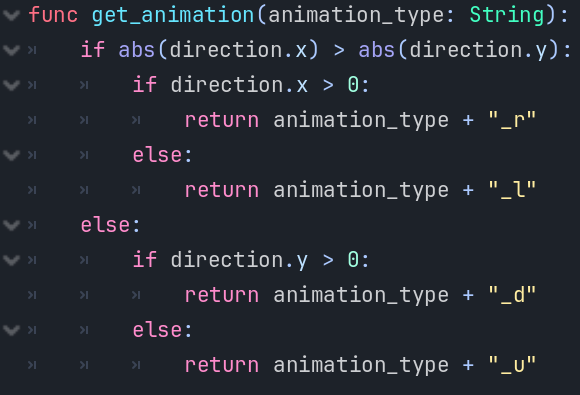 func get_animation(animation_type: String):
	if abs(direction.x) > abs(direction.y):
		if direction.x > 0:
			return animation_type + "_r"
		else:
			return animation_type + "_l"
	else:
		if direction.y > 0:
			return animation_type + "_d"
		else:
			return animation_type + "_u"